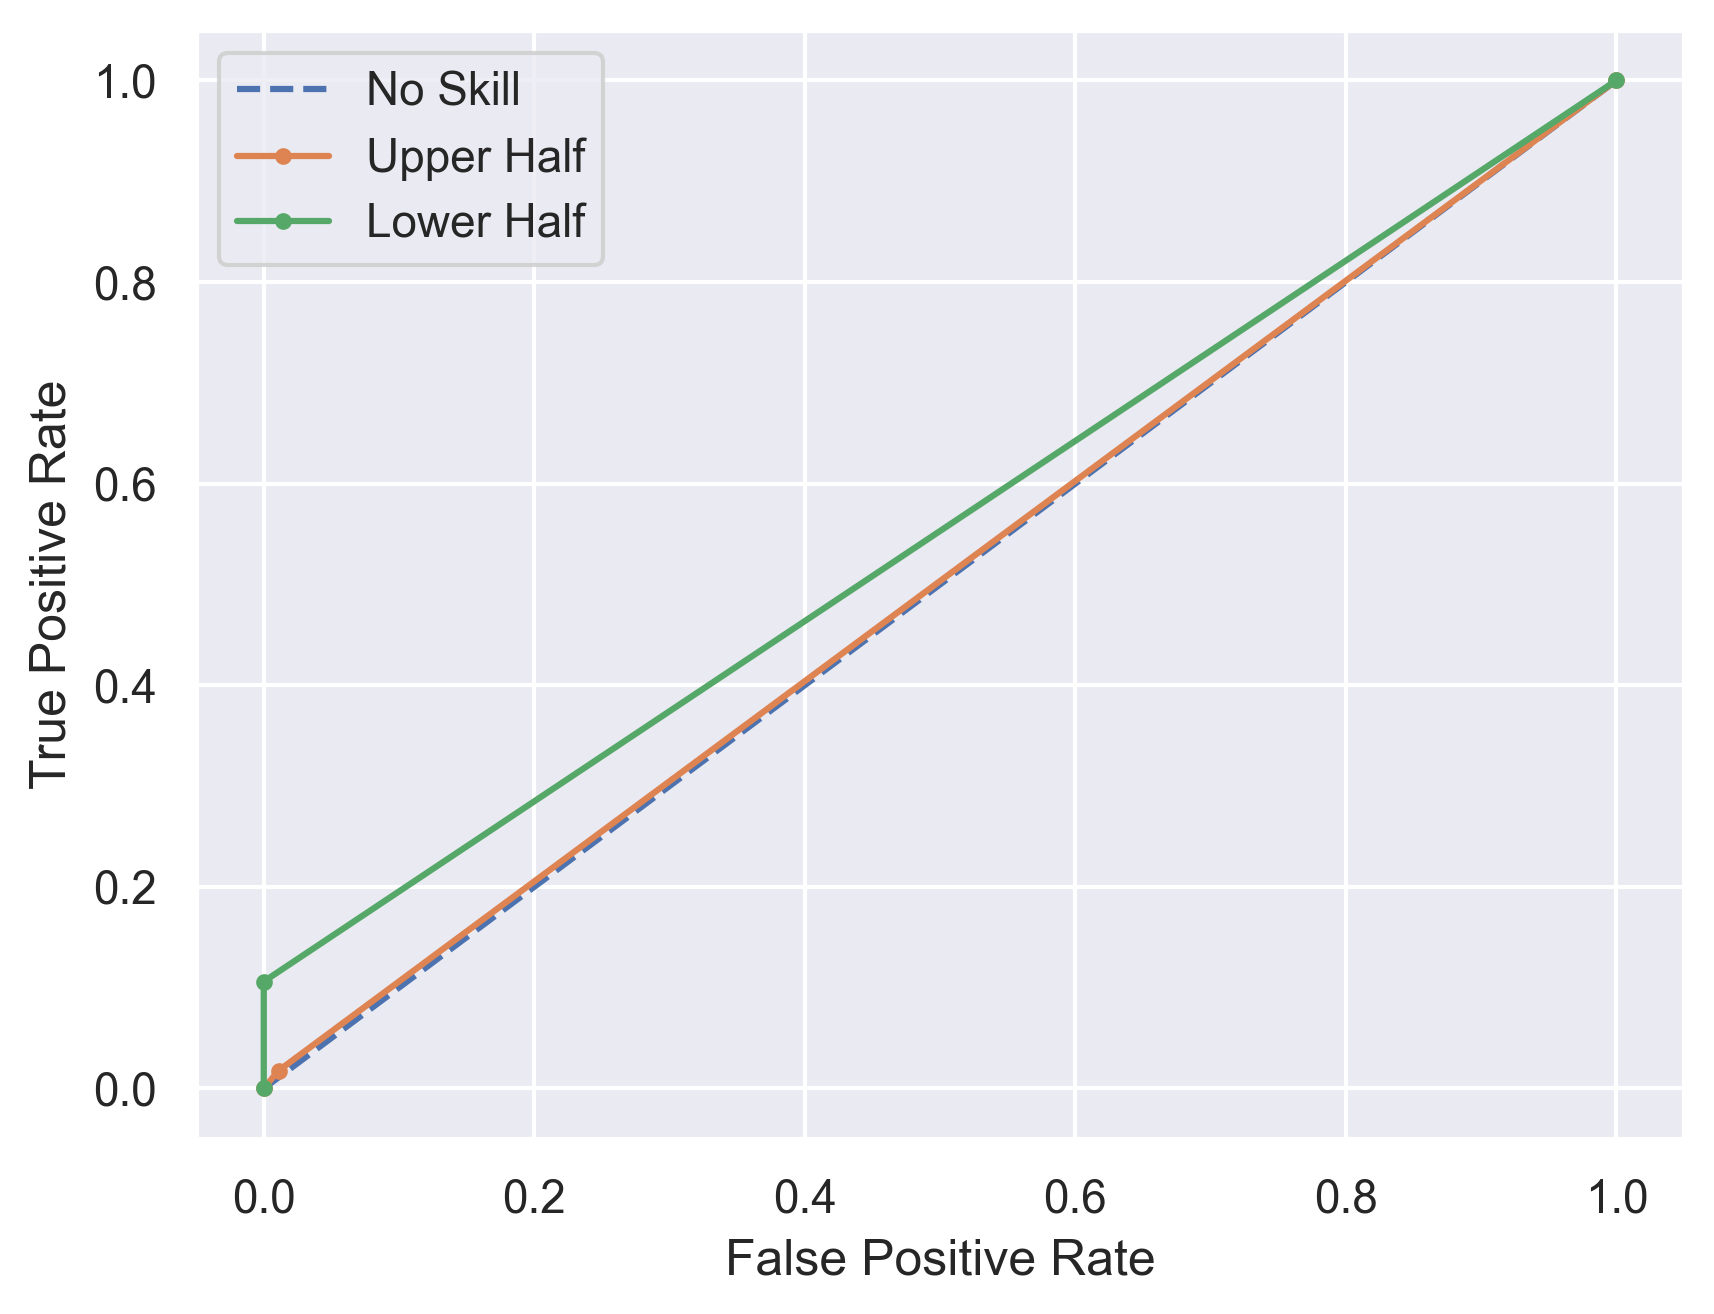 No Skill
Upper Half
Lower Half
1.0
0.8
0.6
0.4
0.2
0.0
True Positive Rate
0.0 0.2 0.4 0.6 0.8 1.0
False Positive Rate